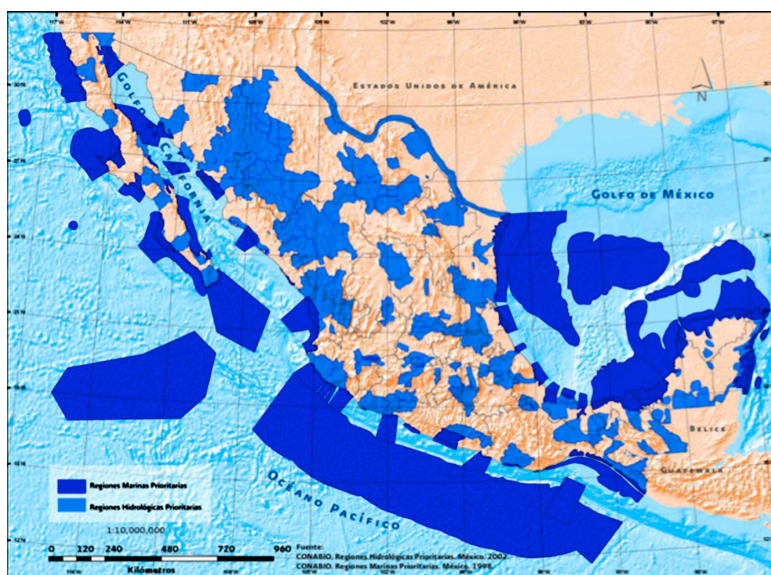 ESTADOS UNIDOS DE AMÉRICA
N
GOLFO DE CALIFORNIA
GOLFO DE MÉXICO
BELICE
GUATEMALA
OCÉANO PACÍFICO
Regiones Marinas Prioritarias
Regiones Hidrológicas Prioritarias
1:10,000,000
0 120 240 480 720 960
Kilómetros
Fuente:
CONABIO. Regiones Hidrológicas Prioritarias. México. 2002.
CONABIO. Regiones Marinas Prioritarias. México. 1998.